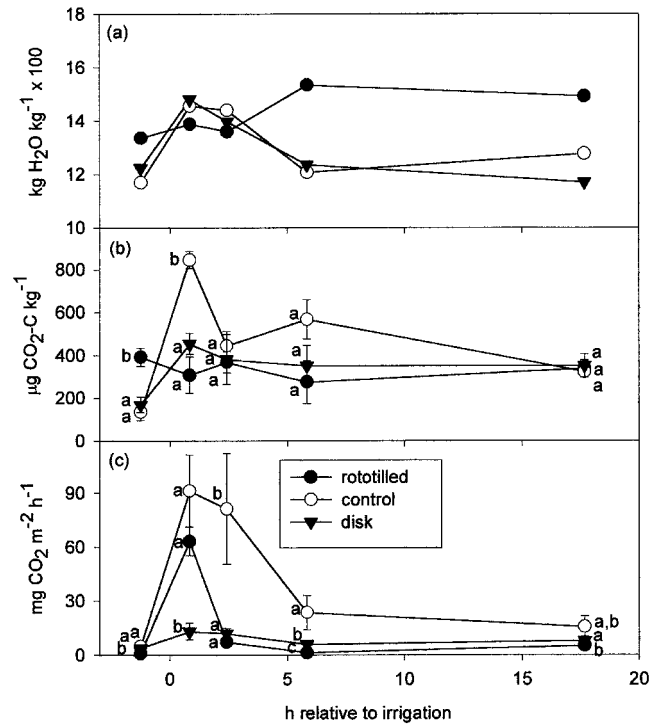 (a)
18
16
14
12
10
kg H2O kg-1 x 100
(b)
800
600
400
200
0
µg CO2-C kg-1
b
b
a
a
a
a
a
a
a
a
a
a
a
a
a
(c)
90
60
30
0
mg CO2 m-2 h-1
rototilled
control
disk
a
a
b
a
a
b
b
a
a
a
b
c
a,b
a
b
0
5
10
15
20
h relative to irrigation